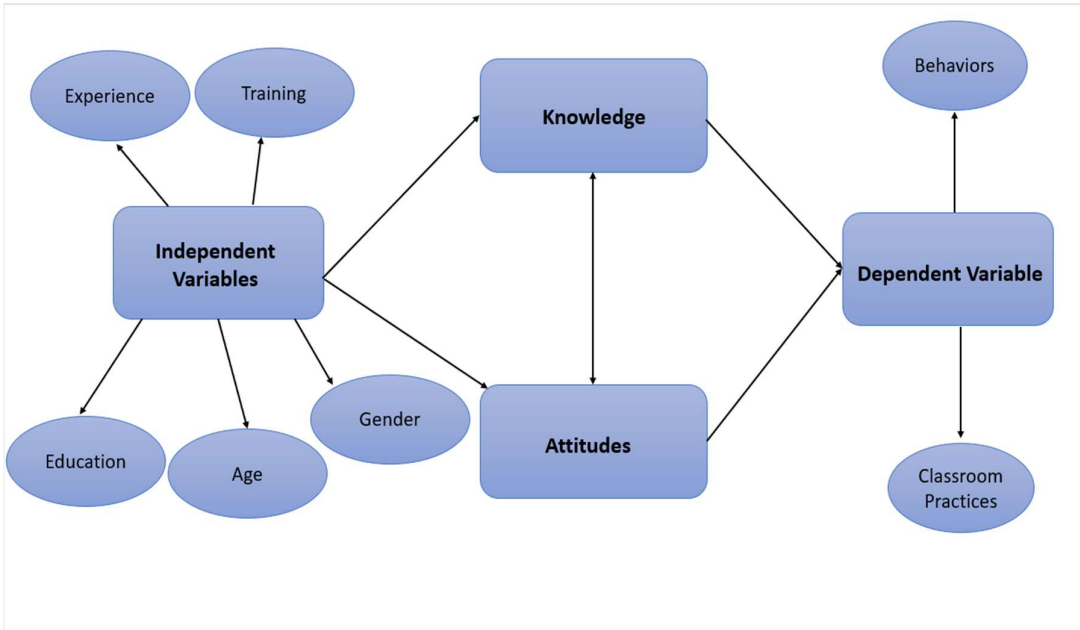 Experience
Training
Independent
Variables
Education
Age
Gender
Knowledge
Attitudes
Behaviors
Dependent Variable
Classroom
Practices